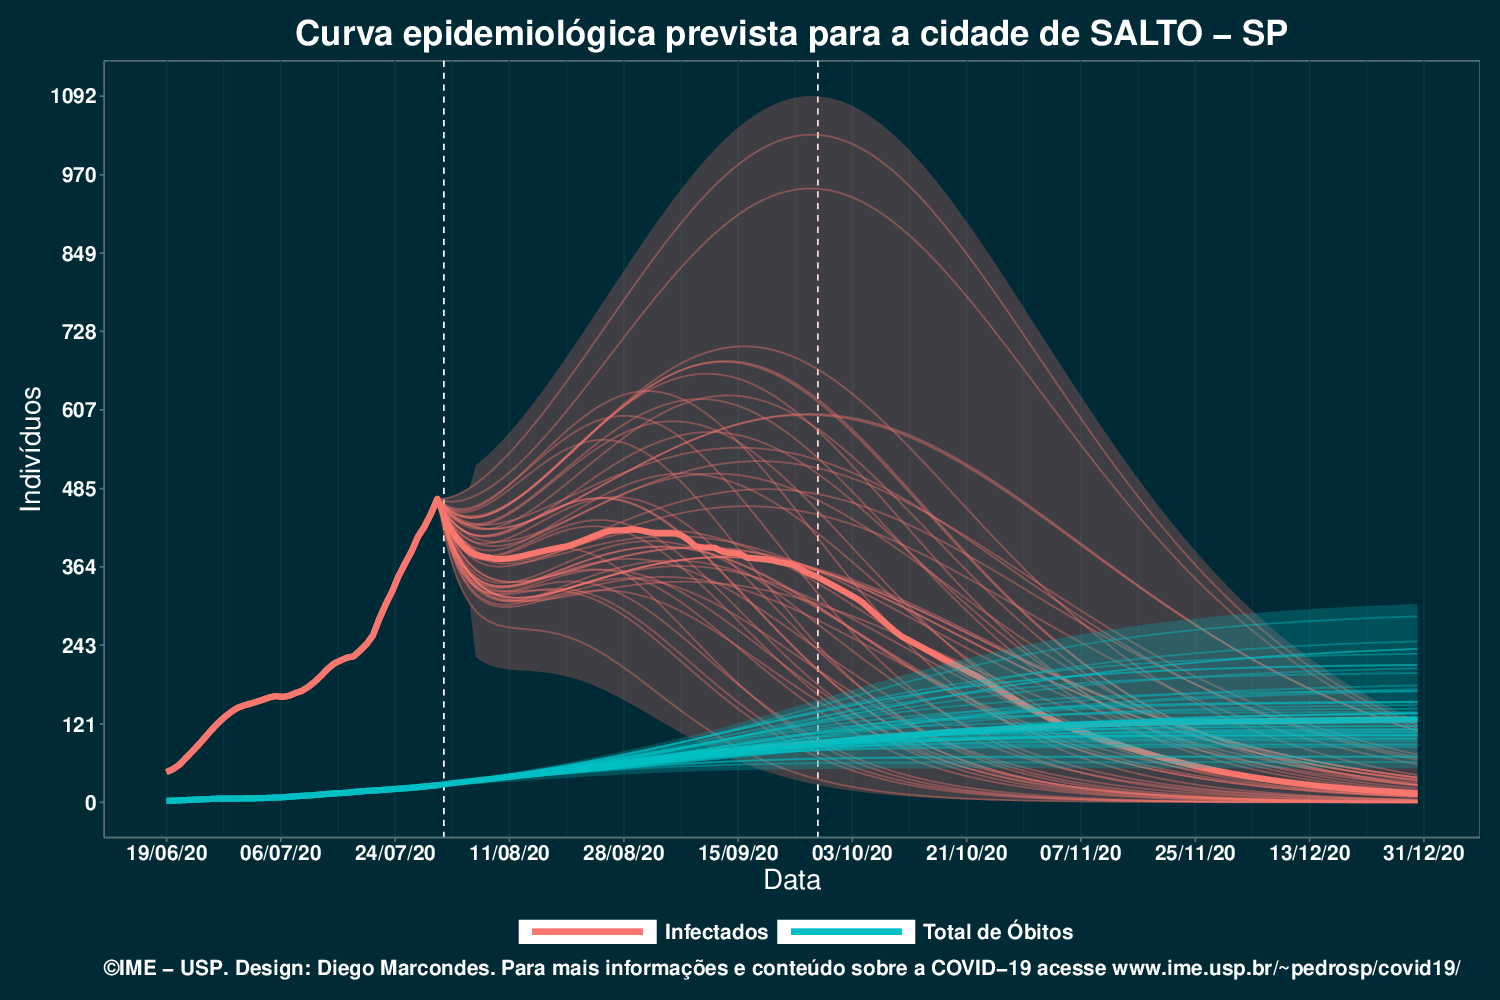 Curva epidemiológica prevista para a cidade de SALTO – SP
Indivíduos
1092
970
849
728
607
485
364
243
121
0
19/06/20 06/07/20 24/07/20 11/08/20 28/08/20 15/09/20 03/10/20 21/10/20 07/11/20 25/11/20 13/12/20 31/12/20
Data
Infectados Total de Óbitos
©IME – USP. Design: Diego Marcondes. Para mais informações e conteúdo sobre a COVID–19 acesse www.ime.usp.br/~pedrosp/covid19/